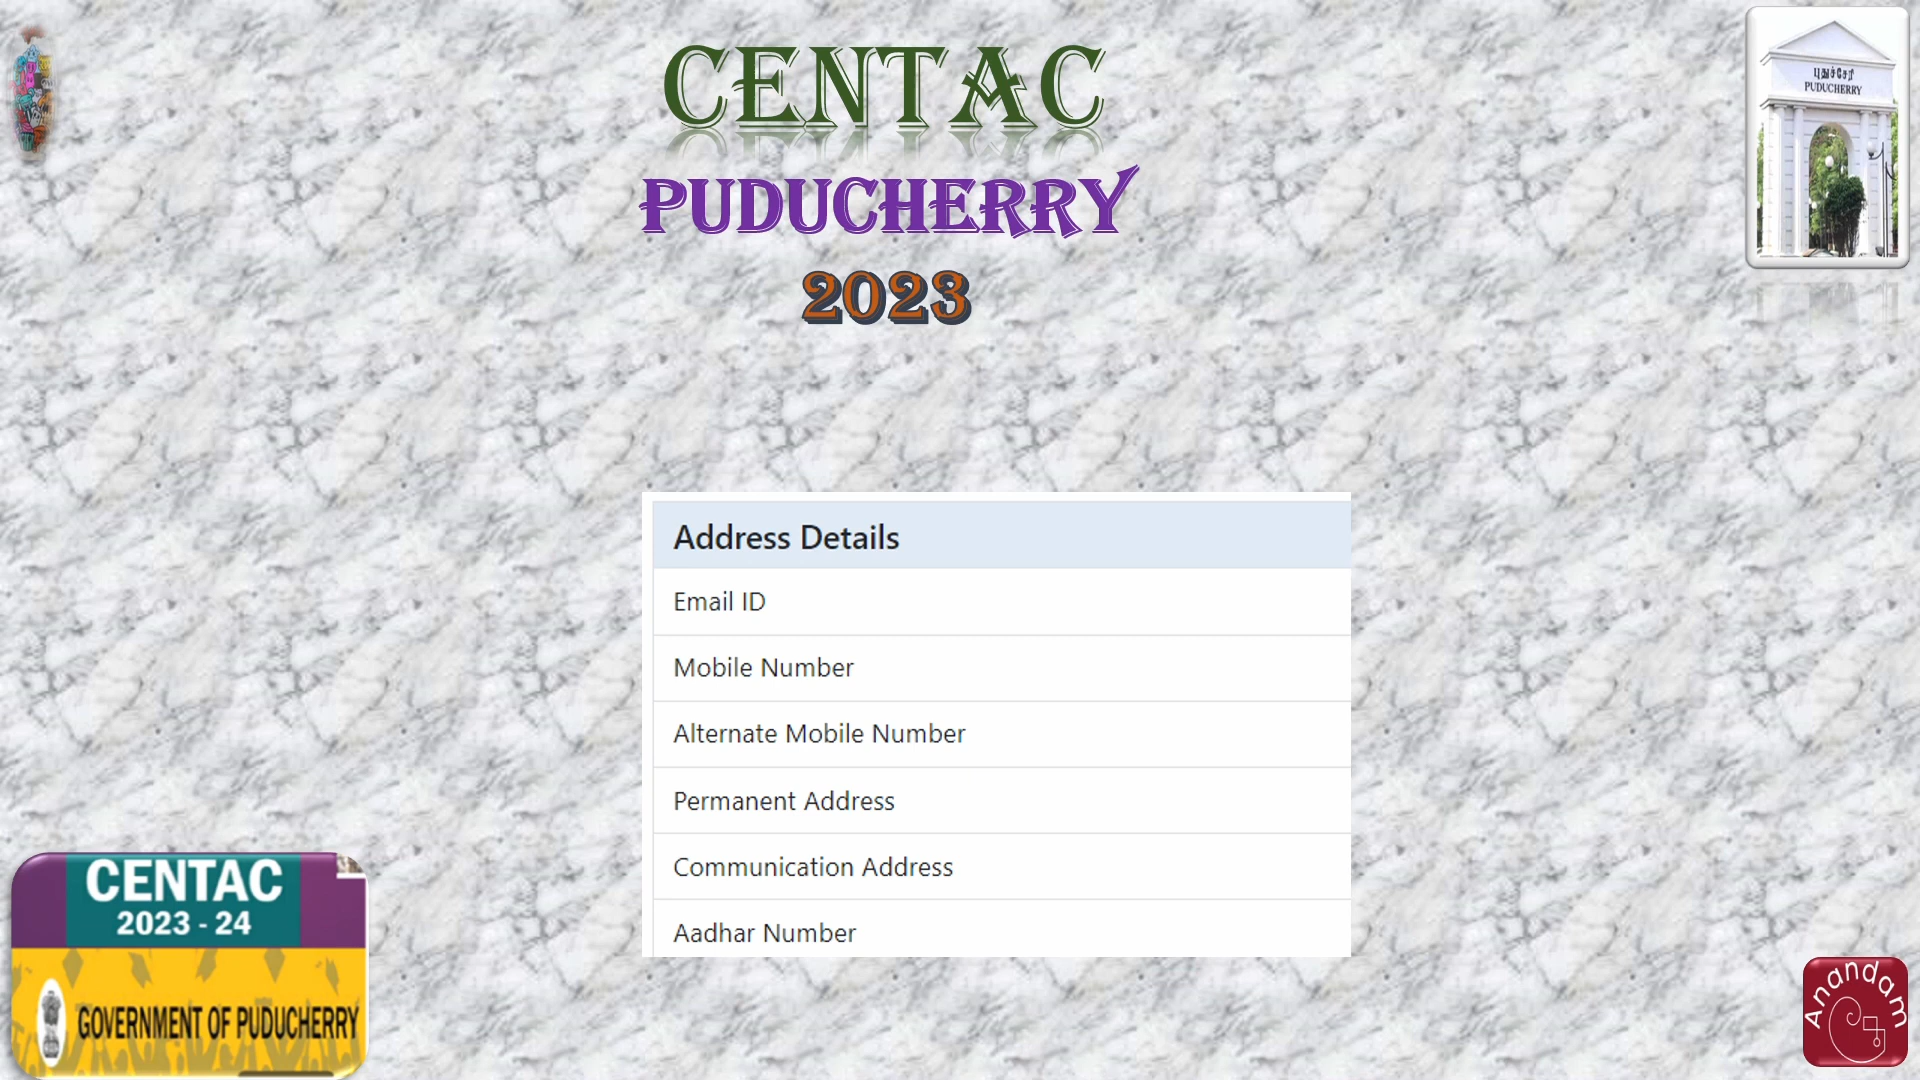 CENTAC
PUDUCHERRY
2023
புதுச்சேரி
PUDUCHERRY
Address Details
Email ID
Mobile Number
Alternate Mobile Number
Permanent Address
Communication Address
Aadhar Number
CENTAC
2023 - 24
GOVERNMENT OF PUDUCHERRY
Anandam